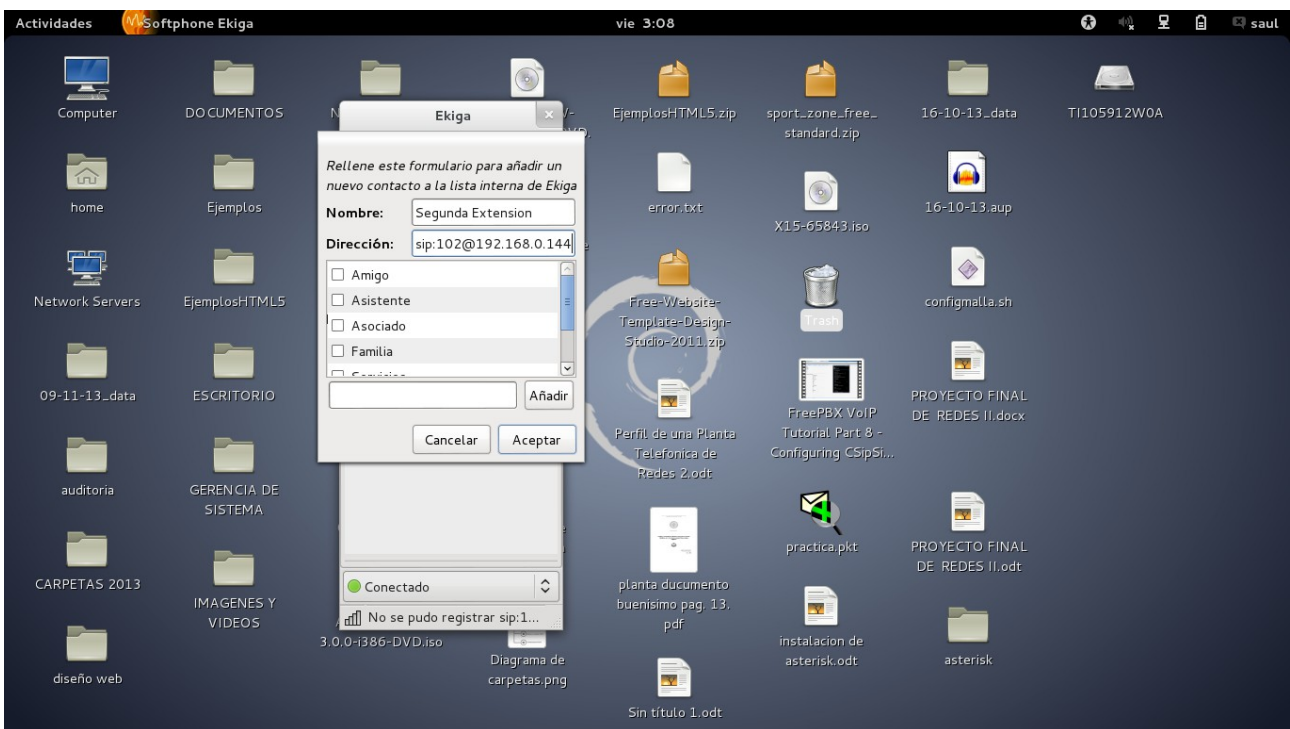 Actividades
Softphone Ekiga
vie 3:08
saul
Computer
DOCUMENTOS
N
EjemplosHTML5.zip
sport_zone_free_
standard.zip
16-10-13_data
TI105912W0A
Ekiga
Rellene este formulario para añadir un
nuevo contacto a la lista interna de Ekiga
Nombre:
Segunda Extension
Dirección:
sip:102@192.168.0.144
Amigo
Asistente
Asociado
Familia
Añadir
Cancelar
Aceptar
Conectado
No se pudo registrar sip:1...
home
Ejemplos
error.txt
X15-65843.iso
16-10-13.aup
Network Servers
EjemplosHTML5
Free-Website-
Template-Design-
Studio-2011.zip
Trash
configmalla.sh
09-11-13_data
ESCRITORIO
Perfil de una Planta
Telefonica de
Redes 2.odt
FreePBX VoIP
Tutorial Part 8 -
Configuring CSipSi...
PROYECTO FINAL
DE REDES II.docx
auditoria
GERENCIA DE
SISTEMA
practica.pkt
PROYECTO FINAL
DE REDES II.odt
CARPETAS 2013
IMAGENES Y
VIDEOS
3.0.0-i386-DVD.iso
planta ducumento
buenisimo pag. 13.
pdf
instalacion de
asterisk.odt
asterisk
diseño web
Diagrama de
carpetas.png
Sin título 1.odt